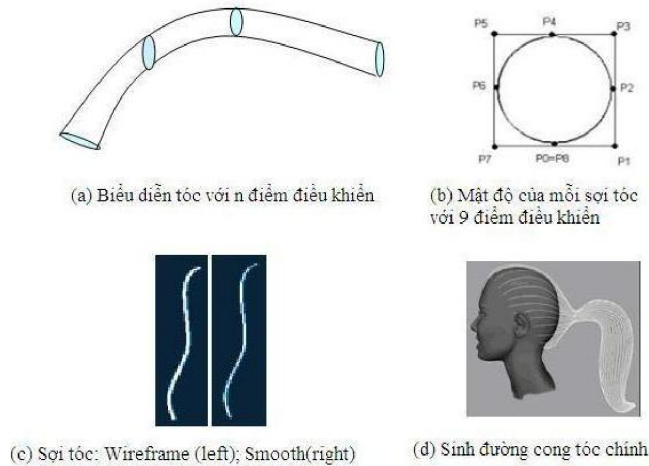 P5
P4
P3
P6
P2
P7
P0=P8
P1
(a) Biểu diễn tóc với n điểm điều khiển
(b) Mật độ của mỗi sợi tóc
với 9 điểm điều khiển
(c) Sợi tóc: Wireframe (left); Smooth(right)
(d) Sinh đường cong tóc chính